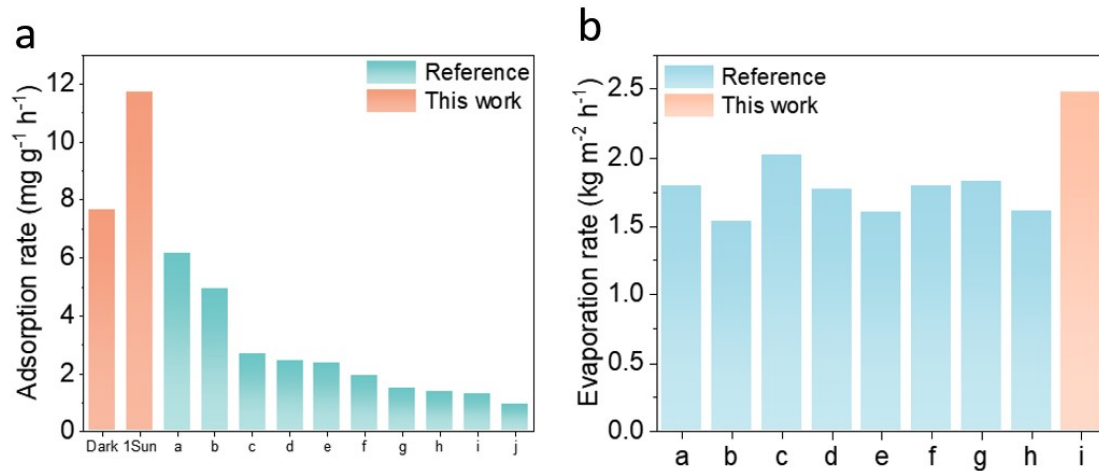 a
Adsorption rate (mg g⁻¹ h⁻¹)
12
10
8
6
4
2
0
Reference
This work
Dark 1Sun a b c d e f g h i j
b
Evaporation rate (kg m⁻² h⁻¹)
2.5
2.0
1.5
1.0
0.5
0.0
Reference
This work
a b c d e f g h i